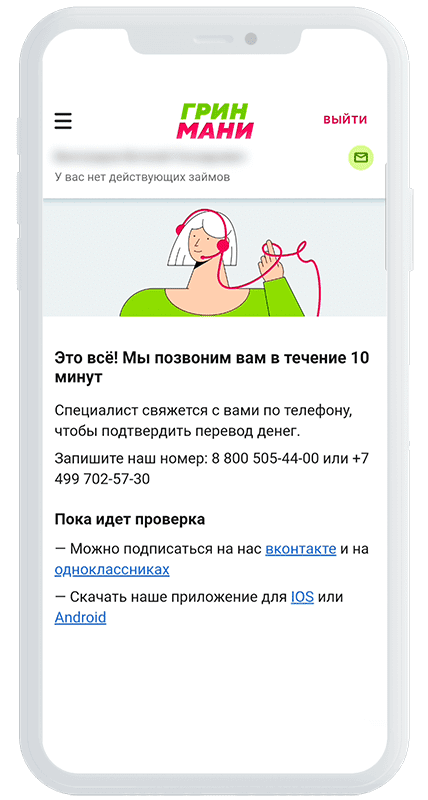 ГРИН
МАНИ
ВЫЙТИ
У вас нет действующих займов
Это всё! Мы позвоним вам в течение 10
минут
Специалист свяжется с вами по телефону,
чтобы подтвердить перевод денег.
Запишите наш номер: 8 800 505-44-00 или +7
499 702-57-30
Пока идет проверка
— Можно подписаться на нас вконтакте и на
одноклассниках
— Скачать наше приложение для IOS или
Android